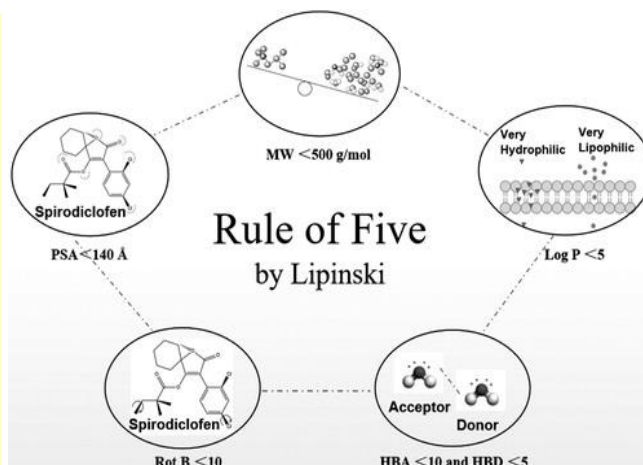 MW <500 g/mol
Spirodiclofen
PSA <140 Å
Very
Hydrophilic
Very
Lipophilic
Log P <5
Rule of Five
by Lipinski
Spirodiclofen
Rot B <10
Acceptor
Donor
HBA <10 and HBD <5